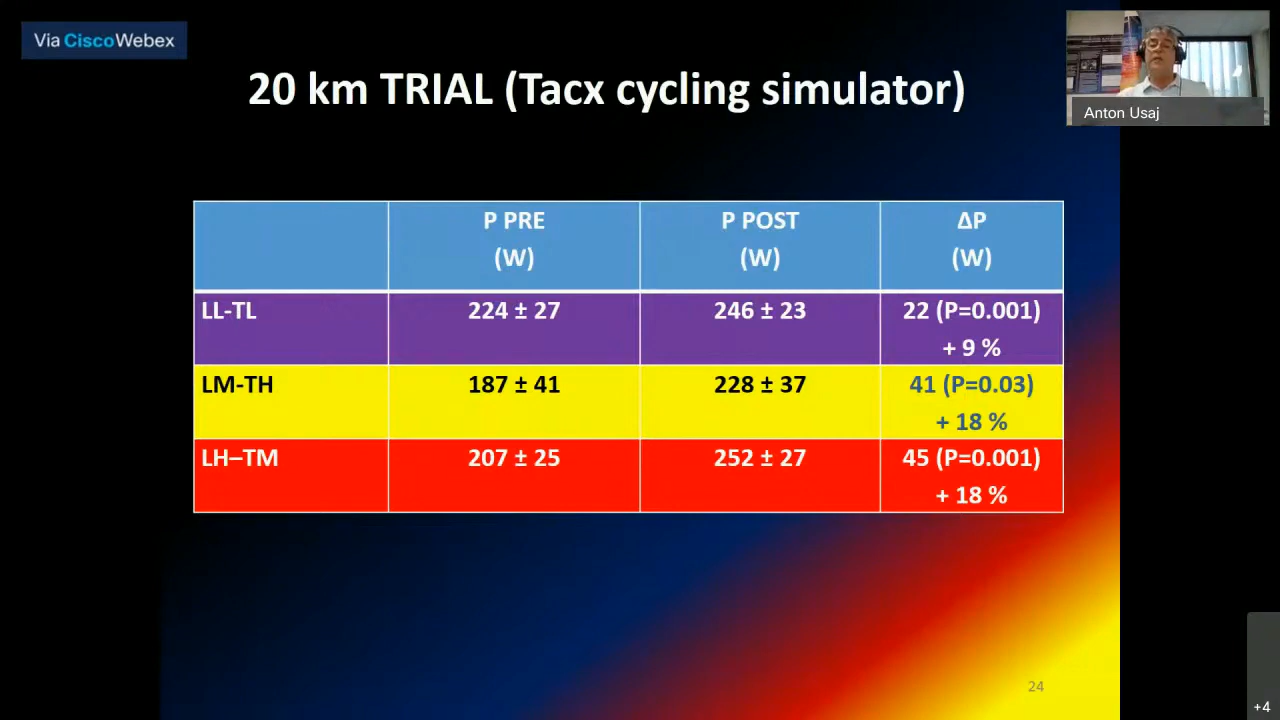 Via CiscoWebex
20 km TRIAL (Tacx cycling simulator)
Anton Usaj
P PRE
(W)
P POST
(W)
ΔP
(W)
LL-TL
224 ± 27
246 ± 23
22 (P=0.001)
+ 9 %
LM-TH
187 ± 41
228 ± 37
41 (P=0.03)
+ 18 %
LH–TM
207 ± 25
252 ± 27
45 (P=0.001)
+ 18 %
24
+4